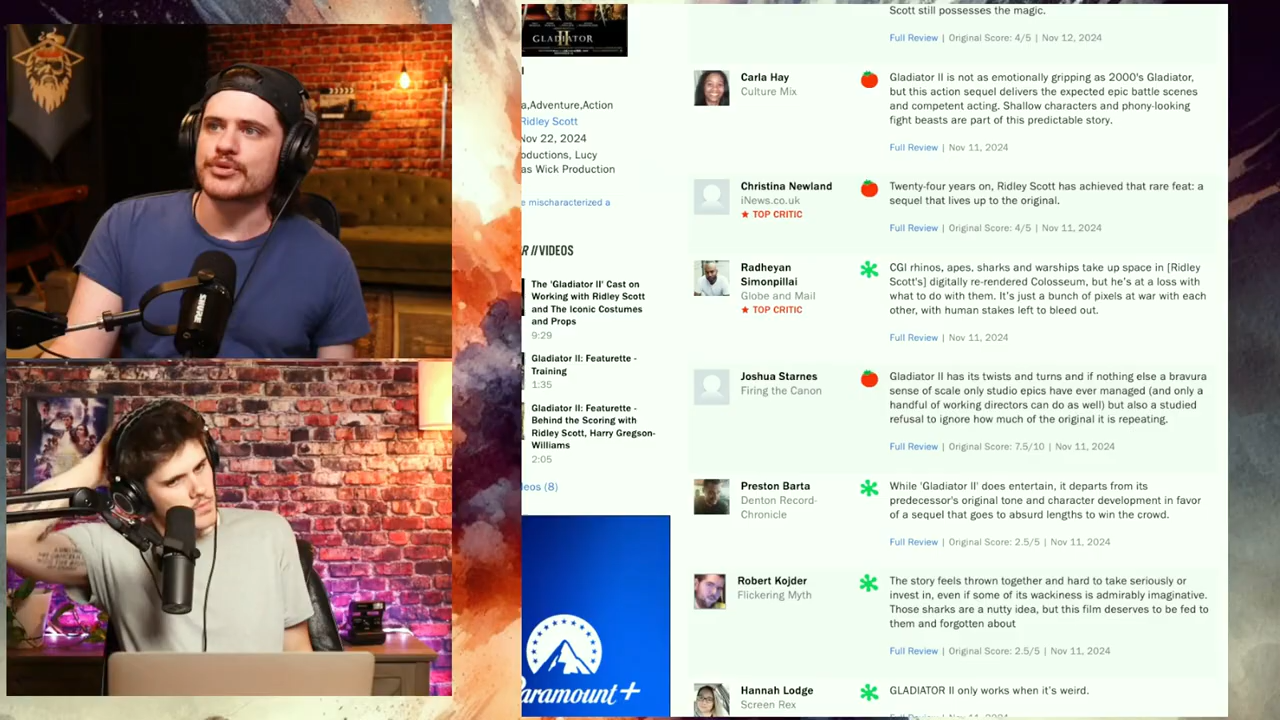 GLADIATOR
II
a,Adventure,Action
Ridley Scott
Nov 22, 2024
oductions, Lucy
as Wick Production
e mischaracterized a
R II VIDEOS
The 'Gladiator II' Cast on
Working with Ridley Scott
and The Iconic Costumes
and Props
9:29
Gladiator II: Featurette -
Training
1:35
Gladiator II: Featurette -
Behind the Scoring with
Ridley Scott, Harry Gregson-
Williams
2:05
deos (8)
Paramount+
Scott still possesses the magic.
Full Review | Original Score: 4/5 | Nov 12, 2024
Carla Hay
Culture Mix
Gladiator II is not as emotionally gripping as 2000's Gladiator,
but this action sequel delivers the expected epic battle scenes
and competent acting. Shallow characters and phony-looking
fight beasts are part of this predictable story.
Full Review | Nov 11, 2024
Christina Newland
iNews.co.uk
★ TOP CRITIC
Twenty-four years on, Ridley Scott has achieved that rare feat: a
sequel that lives up to the original.
Full Review | Original Score: 4/5 | Nov 11, 2024
Radheyan
Simonpillai
Globe and Mail
★ TOP CRITIC
CGI rhinos, apes, sharks and warships take up space in [Ridley
Scott's] digitally re-rendered Colosseum, but he's at a loss with
what to do with them. It's just a bunch of pixels at war with each
other, with human stakes left to bleed out.
Full Review | Nov 11, 2024
Joshua Starnes
Firing the Canon
Gladiator II has its twists and turns and if nothing else a bravura
sense of scale only studio epics have ever managed (and only a
handful of working directors can do as well) but also a studied
refusal to ignore how much of the original it is repeating.
Full Review | Original Score: 7.5/10 | Nov 11, 2024
Preston Barta
Denton Record-
Chronicle
While 'Gladiator II' does entertain, it departs from its
predecessor's original tone and character development in favor
of a sequel that goes to absurd lengths to win the crowd.
Full Review | Original Score: 2.5/5 | Nov 11, 2024
Robert Kojder
Flickering Myth
The story feels thrown together and hard to take seriously or
invest in, even if some of its wackiness is admirably imaginative.
Those sharks are a nutty idea, but this film deserves to be fed to
them and forgotten about
Full Review | Original Score: 2.5/5 | Nov 11, 2024
Hannah Lodge
Screen Rex
GLADIATOR II only works when it's weird.
SHURE